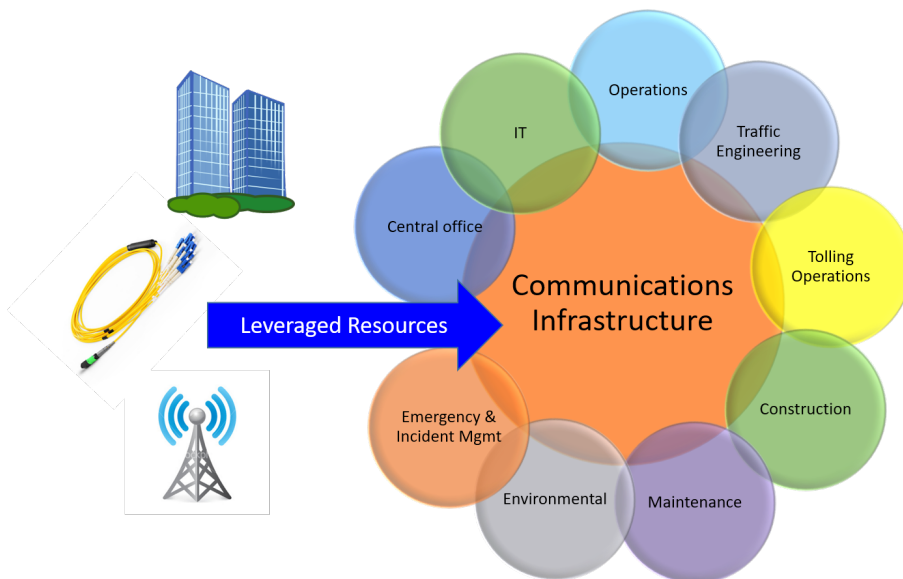 Operations
IT
Traffic
Engineering
Central office
Tolling
Operations
Communications
Infrastructure
Leveraged Resources
Construction
Emergency &
Incident Mgmt
Environmental
Maintenance